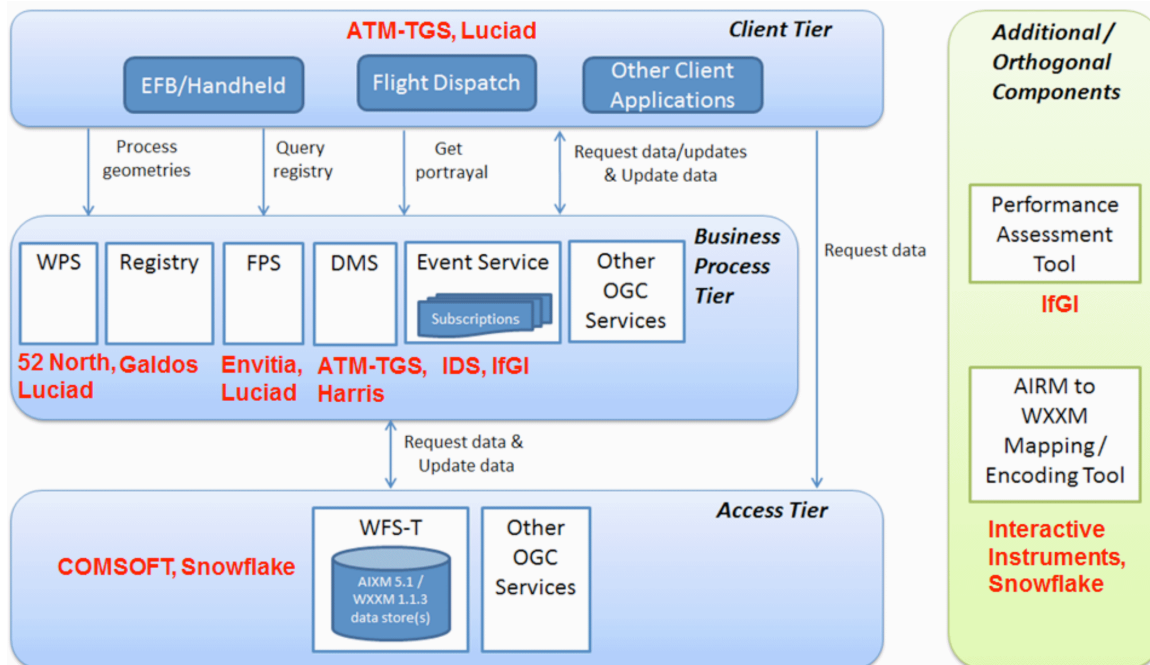 ATM-TGS, Luciad
Client Tier
EFB/Handheld
Flight Dispatch
Other Client
Applications
Process
geometries
Query
registry
Get
portrayal
Request data/updates
& Update data
Request data
Business
Process
Tier
WPS
Registry
FPS
DMS
Event Service
Subscriptions
Other
OGC
Services
52 North,
Luciad
Galdos
Envitia,
Luciad
ATM-TGS,
Harris
IDS, IfGI
Request data &
Update data
Access Tier
COMSOFT, Snowflake
WFS-T
AIXM 5.1 /
WXXM 1.1.3
data store(s)
Other
OGC
Services
Additional /
Orthogonal
Components
Performance
Assessment
Tool
IfGI
AIRM to
WXXM
Mapping /
Encoding Tool
Interactive
Instruments,
Snowflake